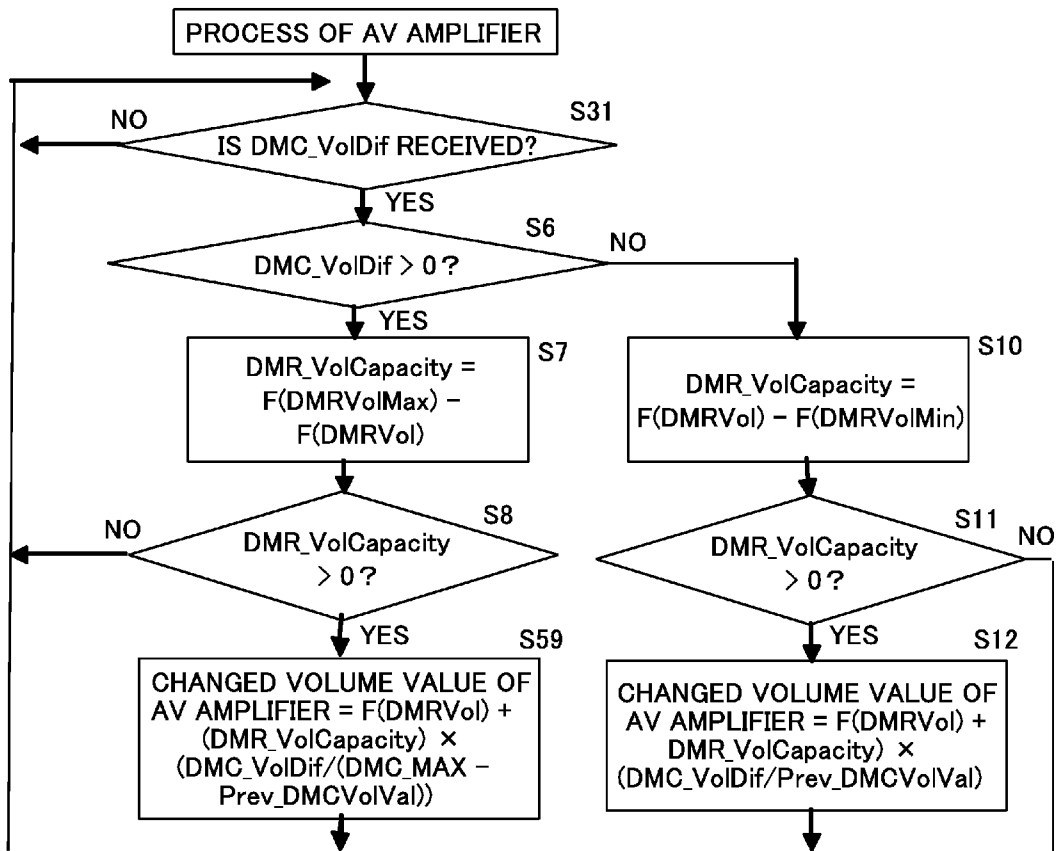 PROCESS OF AV AMPLIFIER
S31
NO
IS DMC_VolDif RECEIVED?
YES
S6
NO
DMC_VolDif > 0?
YES
S7
DMR_VolCapacity =
F(DMRVolMax) –
F(DMRVol)
S10
DMR_VolCapacity =
F(DMRVol) – F(DMRVolMin)
S8
NO
DMR_VolCapacity
> 0?
YES
S11
NO
DMR_VolCapacity
> 0?
YES
S59
CHANGED VOLUME VALUE OF
AV AMPLIFIER = F(DMRVol) +
(DMR_VolCapacity) ×
(DMC_VolDif/(DMC_MAX –
Prev_DMCVolVal))
S12
CHANGED VOLUME VALUE OF
AV AMPLIFIER = F(DMRVol) +
DMR_VolCapacity) ×
(DMC_VolDif/Prev_DMCVolVal)